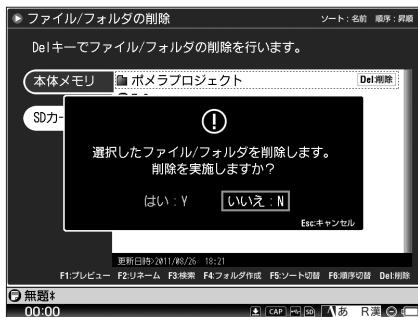 ファイル/フォルダの削除 ソート:名前 順序:昇順
Delキーでファイル/フォルダの削除を行います。
本体メモリ ポメラプロジェクト Del:削除
SDカー
選択したファイル/フォルダを削除します。
削除を実施しますか?
はい:Y いいえ:N
Esc:キャンセル
更新日時>2011/08/26 18:21
F1:プレビュー F2:リネーム F3:検索 F4:フォルダ作成 F5:ソート切替 F6:順序切替 Del:削除
無題*
00:00 CAP SD あ R漢